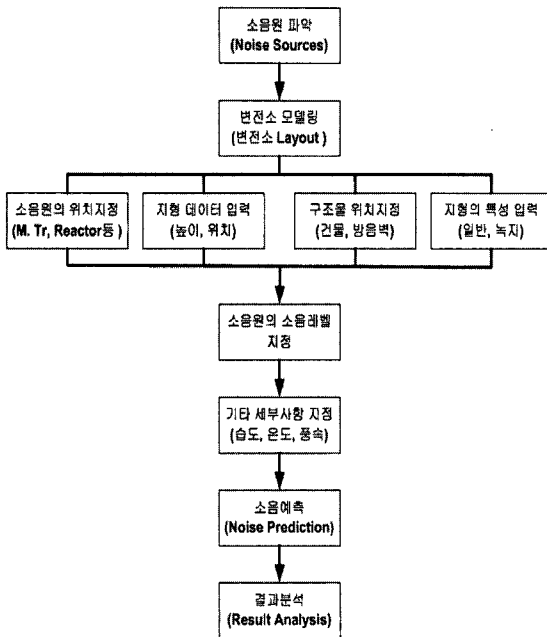 소음원 파악
(Noise Sources)
변전소 모델링
(변전소 Layout )
소음원의 위치지정
(M. Tr, Reactor등 )
지형 데이터 입력
(높이, 위치)
구조물 위치지정
(건물, 방음벽)
지형의 특성 입력
(일반, 녹지)
소음원의 소음레벨
지정
기타 세부사항 지정
(습도, 온도, 풍속)
소음예측
(Noise Prediction)
결과분석
(Result Analysis)